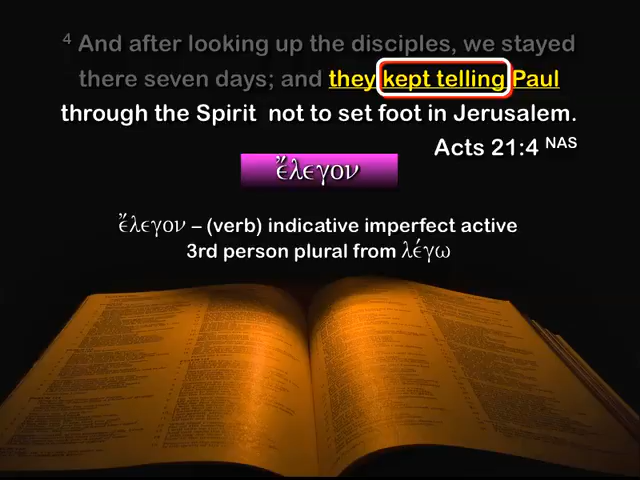 4 And after looking up the disciples, we stayed
there seven days; and they kept telling Paul
through the Spirit not to set foot in Jerusalem.
Acts 21:4 NAS
ἔλεγον
ἔλεγον – (verb) indicative imperfect active
3rd person plural from λέγω